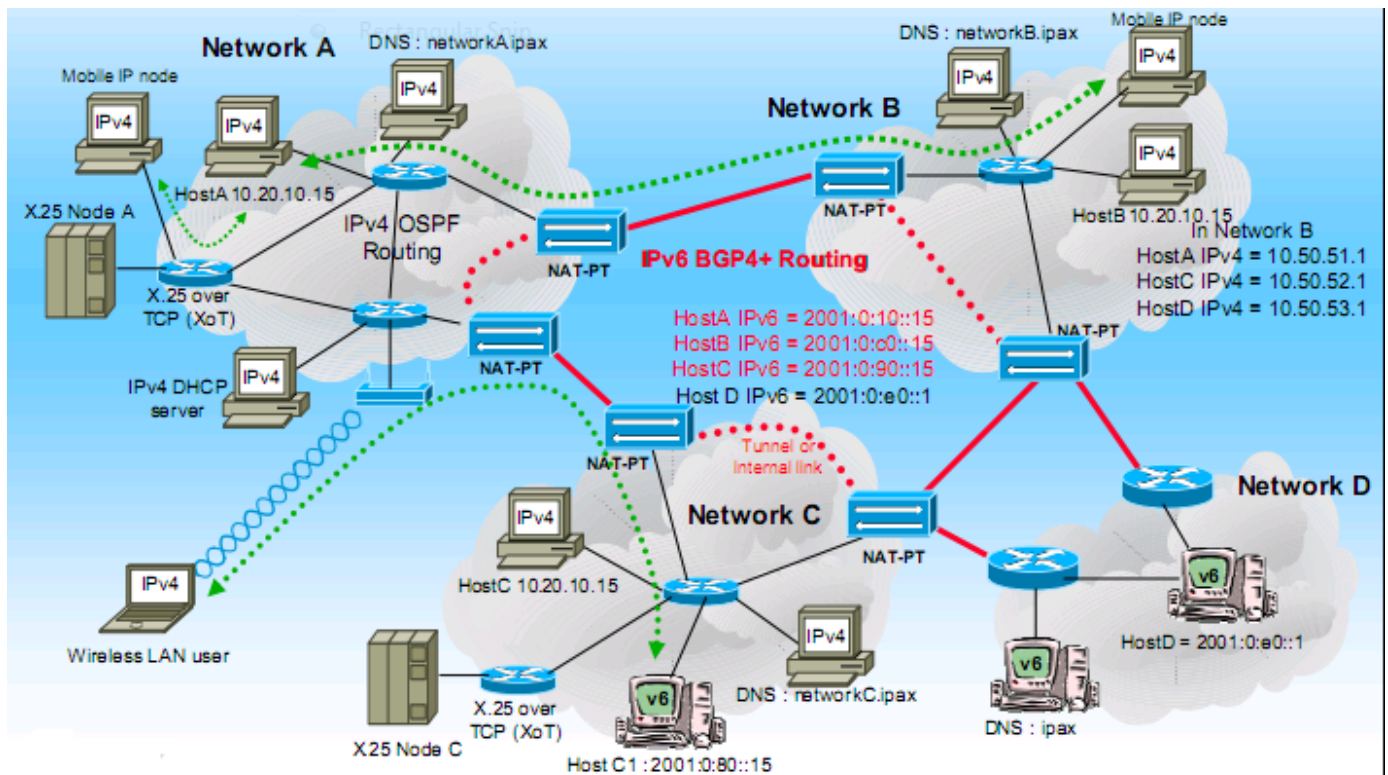 Rectangular Snip
Network A
DNS : networkA.ipax
DNS : networkB.ipax
Mobile IP node
Mobile IP node
IPv4
IPv4
IPv4
IPv4
IPv4
Network B
IPv4
HostA 10.20.10.15
HostB 10.20.10.15
X.25 Node A
IPv4 OSPF
Routing
NAT-PT
NAT-PT
In Network B
HostA IPv4 = 10.50.51.1
HostC IPv4 = 10.50.52.1
HostD IPv4 = 10.50.53.1
IPv6 BGP4+ Routing
X.25 over
TCP (XoT)
HostA IPv6 = 2001:0:10::15
HostB IPv6 = 2001:0:c0::15
HostC IPv6 = 2001:0:90::15
Host D IPv6 = 2001:0:e0::1
NAT-PT
NAT-PT
IPv4 DHCP
server
IPv4
NAT-PT
Tunnel or
Internal link
Network C
Network D
NAT-PT
IPv4
HostC 10.20.10.15
IPv4
Wireless LAN user
IPv4
DNS : networkC.ipax
v6
HostD = 2001:0:e0::1
v6
DNS : ipax
X.25 over
TCP (XoT)
X.25 Node C
v6
Host C1 : 2001:0:80::15